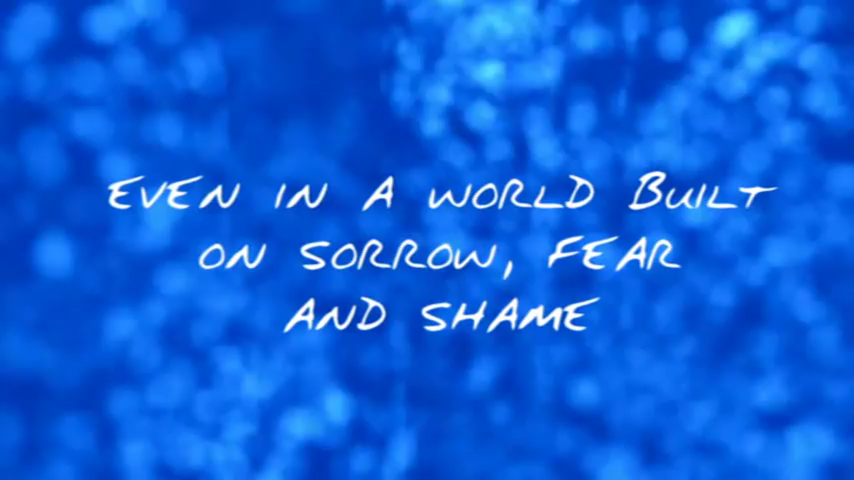 EVEN IN A WORLD BUILT
ON SORROW, FEAR
AND SHAME